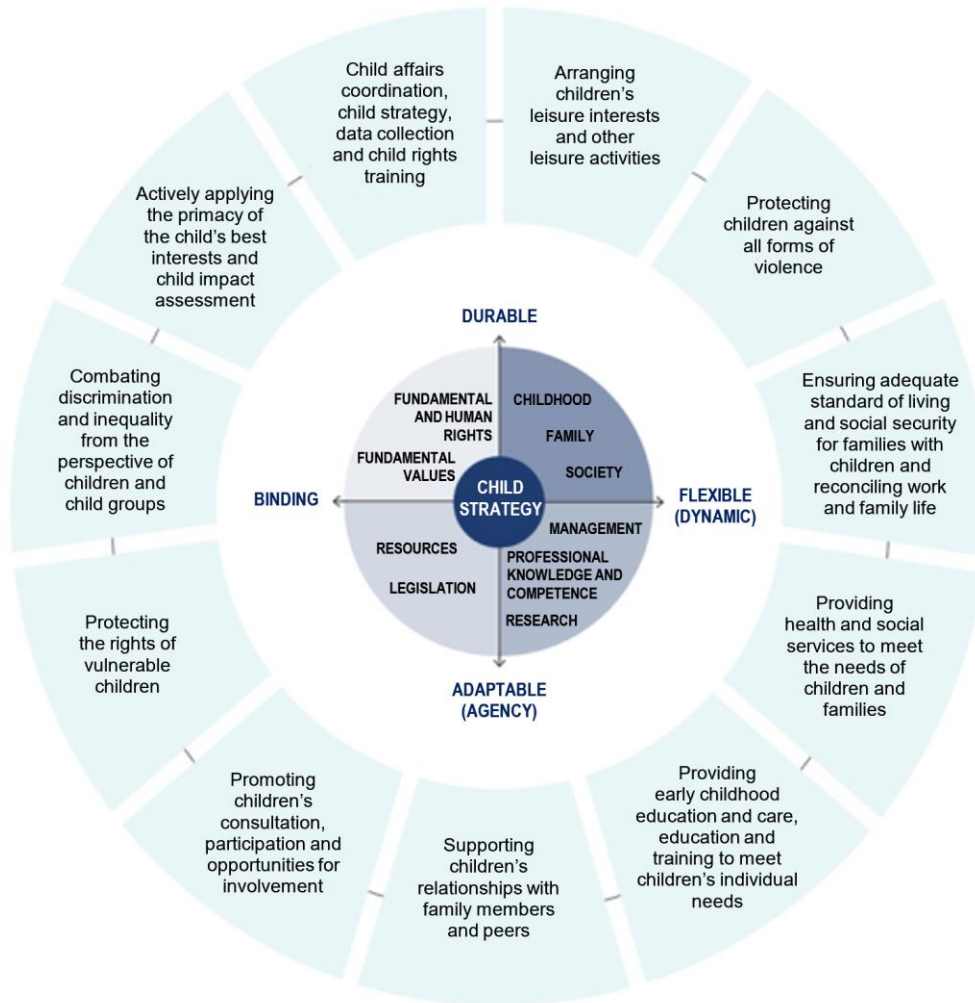 Child affairs
coordination,
child strategy,
data collection
and child rights
training
Arranging
children’s
leisure interests
and other
leisure activities
Protecting
children against
all forms of
violence
Ensuring adequate
standard of living
and social security
for families with
children and
reconciling work
and family life
Providing
health and social
services to meet
the needs of
children and
families
Providing
early childhood
education and care,
education and
training to meet
children’s individual
needs
Supporting
children’s
relationships with
family members
and peers
Promoting
children’s
consultation,
participation and
opportunities for
involvement
Protecting
the rights of
vulnerable
children
Combating
discrimination
and inequality
from the
perspective of
children and
child groups
Actively applying
the primacy of
the child’s best
interests and
child impact
assessment
DURABLE
FUNDAMENTAL
AND HUMAN
RIGHTS
FUNDAMENTAL
VALUES
CHILDHOOD
FAMILY
SOCIETY
BINDING
CHILD
STRATEGY
FLEXIBLE
(DYNAMIC)
RESOURCES
LEGISLATION
MANAGEMENT
PROFESSIONAL
KNOWLEDGE AND
COMPETENCE
RESEARCH
ADAPTABLE
(AGENCY)